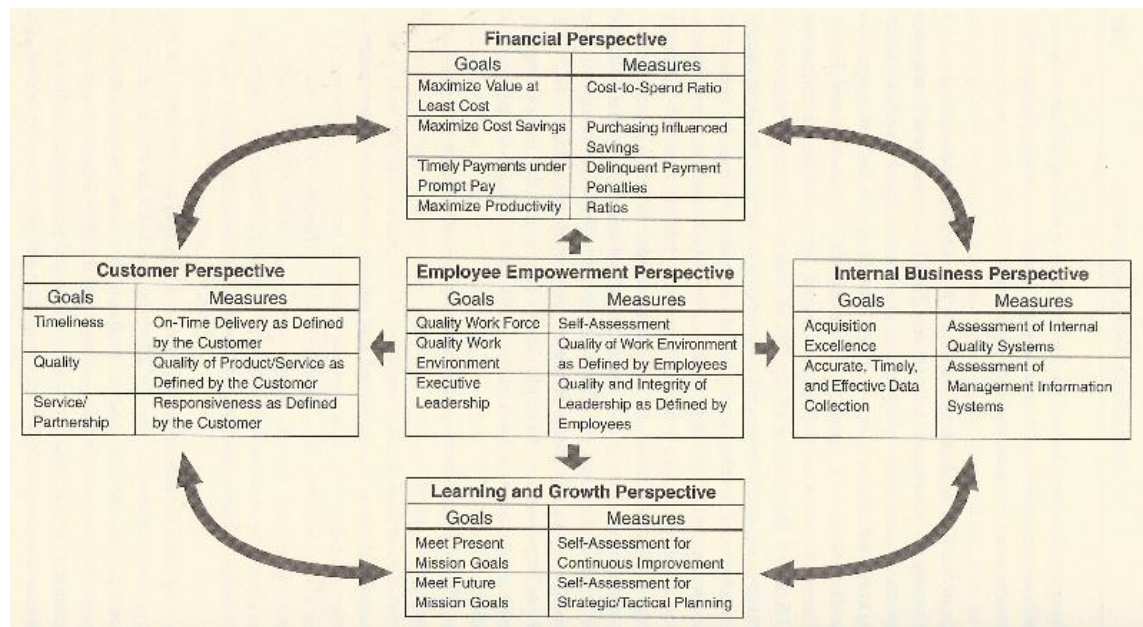 Financial Perspective
Goals Measures
Maximize Value at Cost-to-Spend Ratio
Least Cost
Maximize Cost Savings Purchasing Influenced
Savings
Timely Payments under Delinquent Payment
Prompt Pay Penalties
Maximize Productivity Ratios
Customer Perspective
Goals Measures
Timeliness On-Time Delivery as Defined
by the Customer
Quality Quality of Product/Service as
Defined by the Customer
Service/ Responsiveness as Defined
Partnership by the Customer
Employee Empowerment Perspective
Goals Measures
Quality Work Force Self-Assessment
Quality Work Quality of Work Environment
Environment as Defined by Employees
Executive Quality and Integrity of
Leadership Leadership as Defined by
Employees
Internal Business Perspective
Goals Measures
Acquisition Assessment of Internal
Excellence Quality Systems
Accurate, Timely, Assessment of
and Effective Data Management Information
Collection Systems
Learning and Growth Perspective
Goals Measures
Meet Present Self-Assessment for
Mission Goals Continuous Improvement
Meet Future Self-Assessment for
Mission Goals Strategic/Tactical Planning